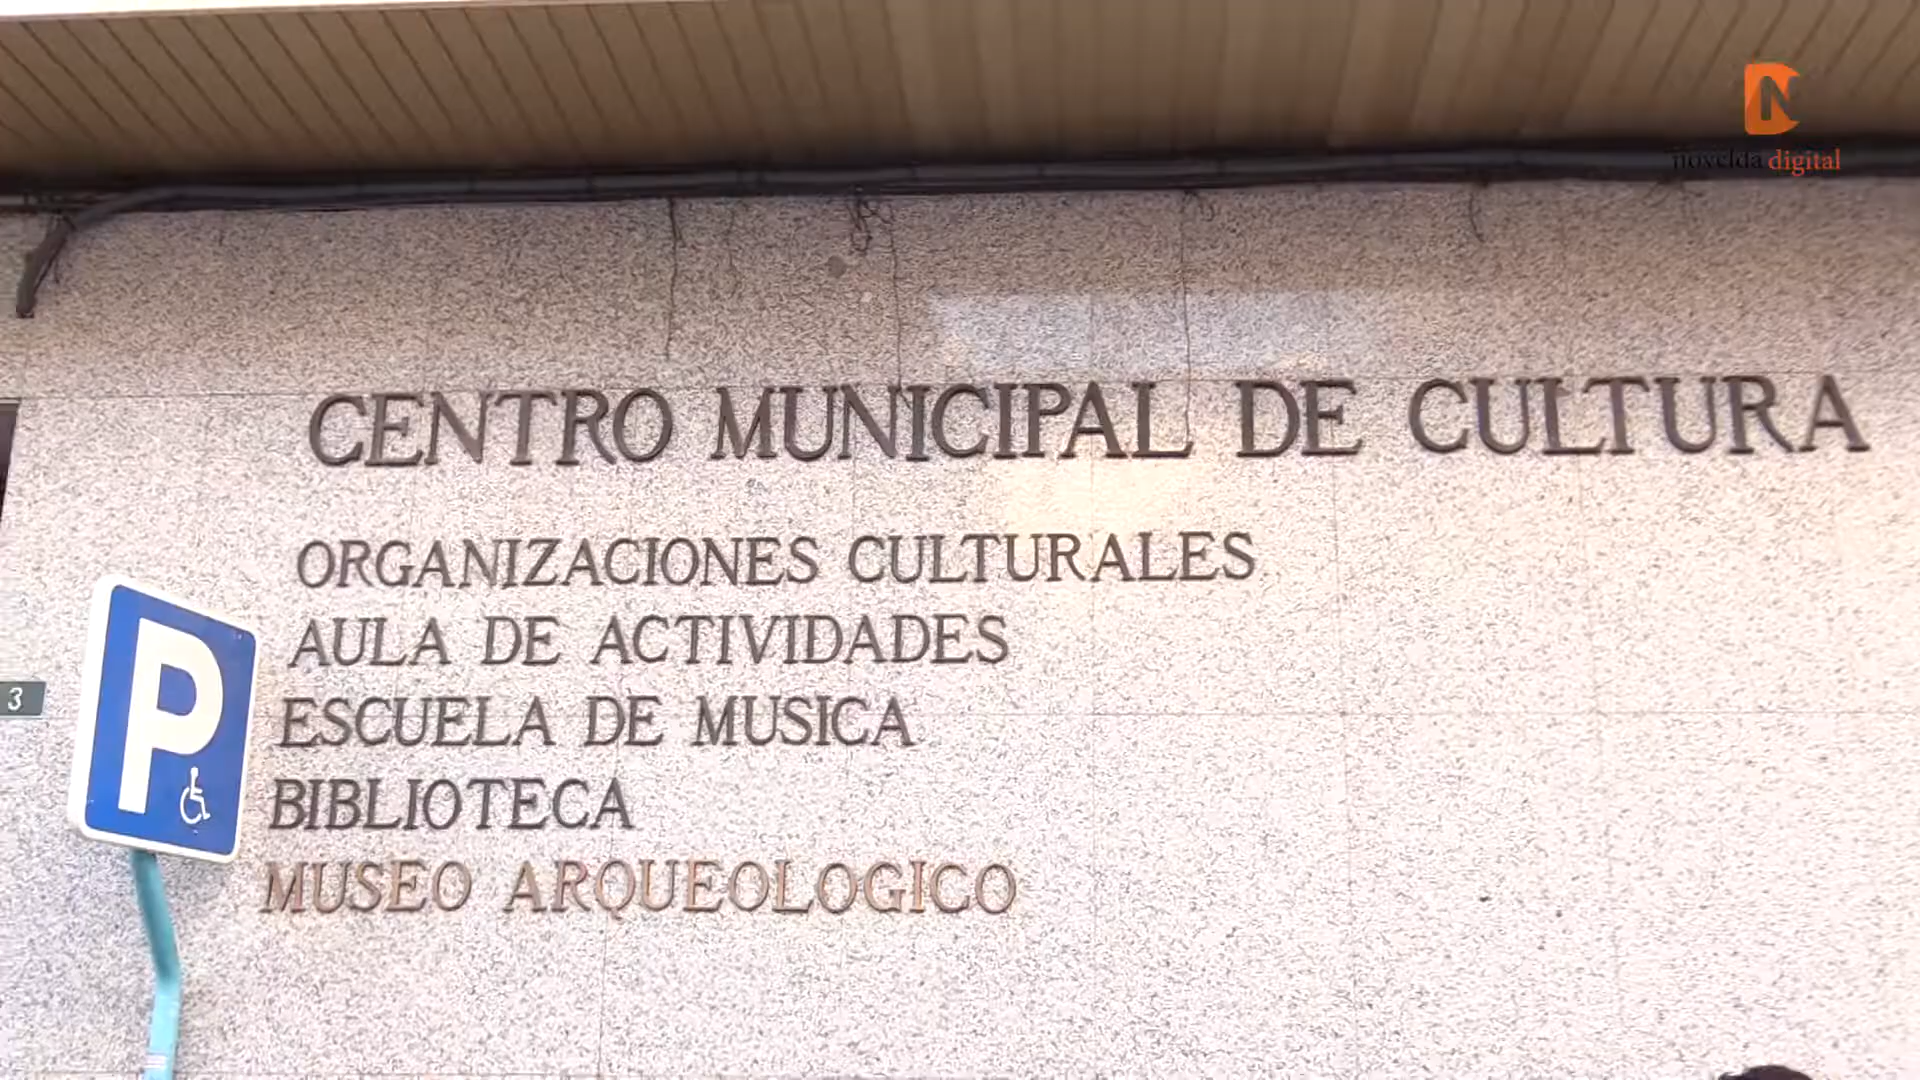 novelda digital
CENTRO MUNICIPAL DE CULTURA
ORGANIZACIONES CULTURALES
AULA DE ACTIVIDADES
ESCUELA DE MUSICA
BIBLIOTECA
MUSEO ARQUEOLOGICO
P
3